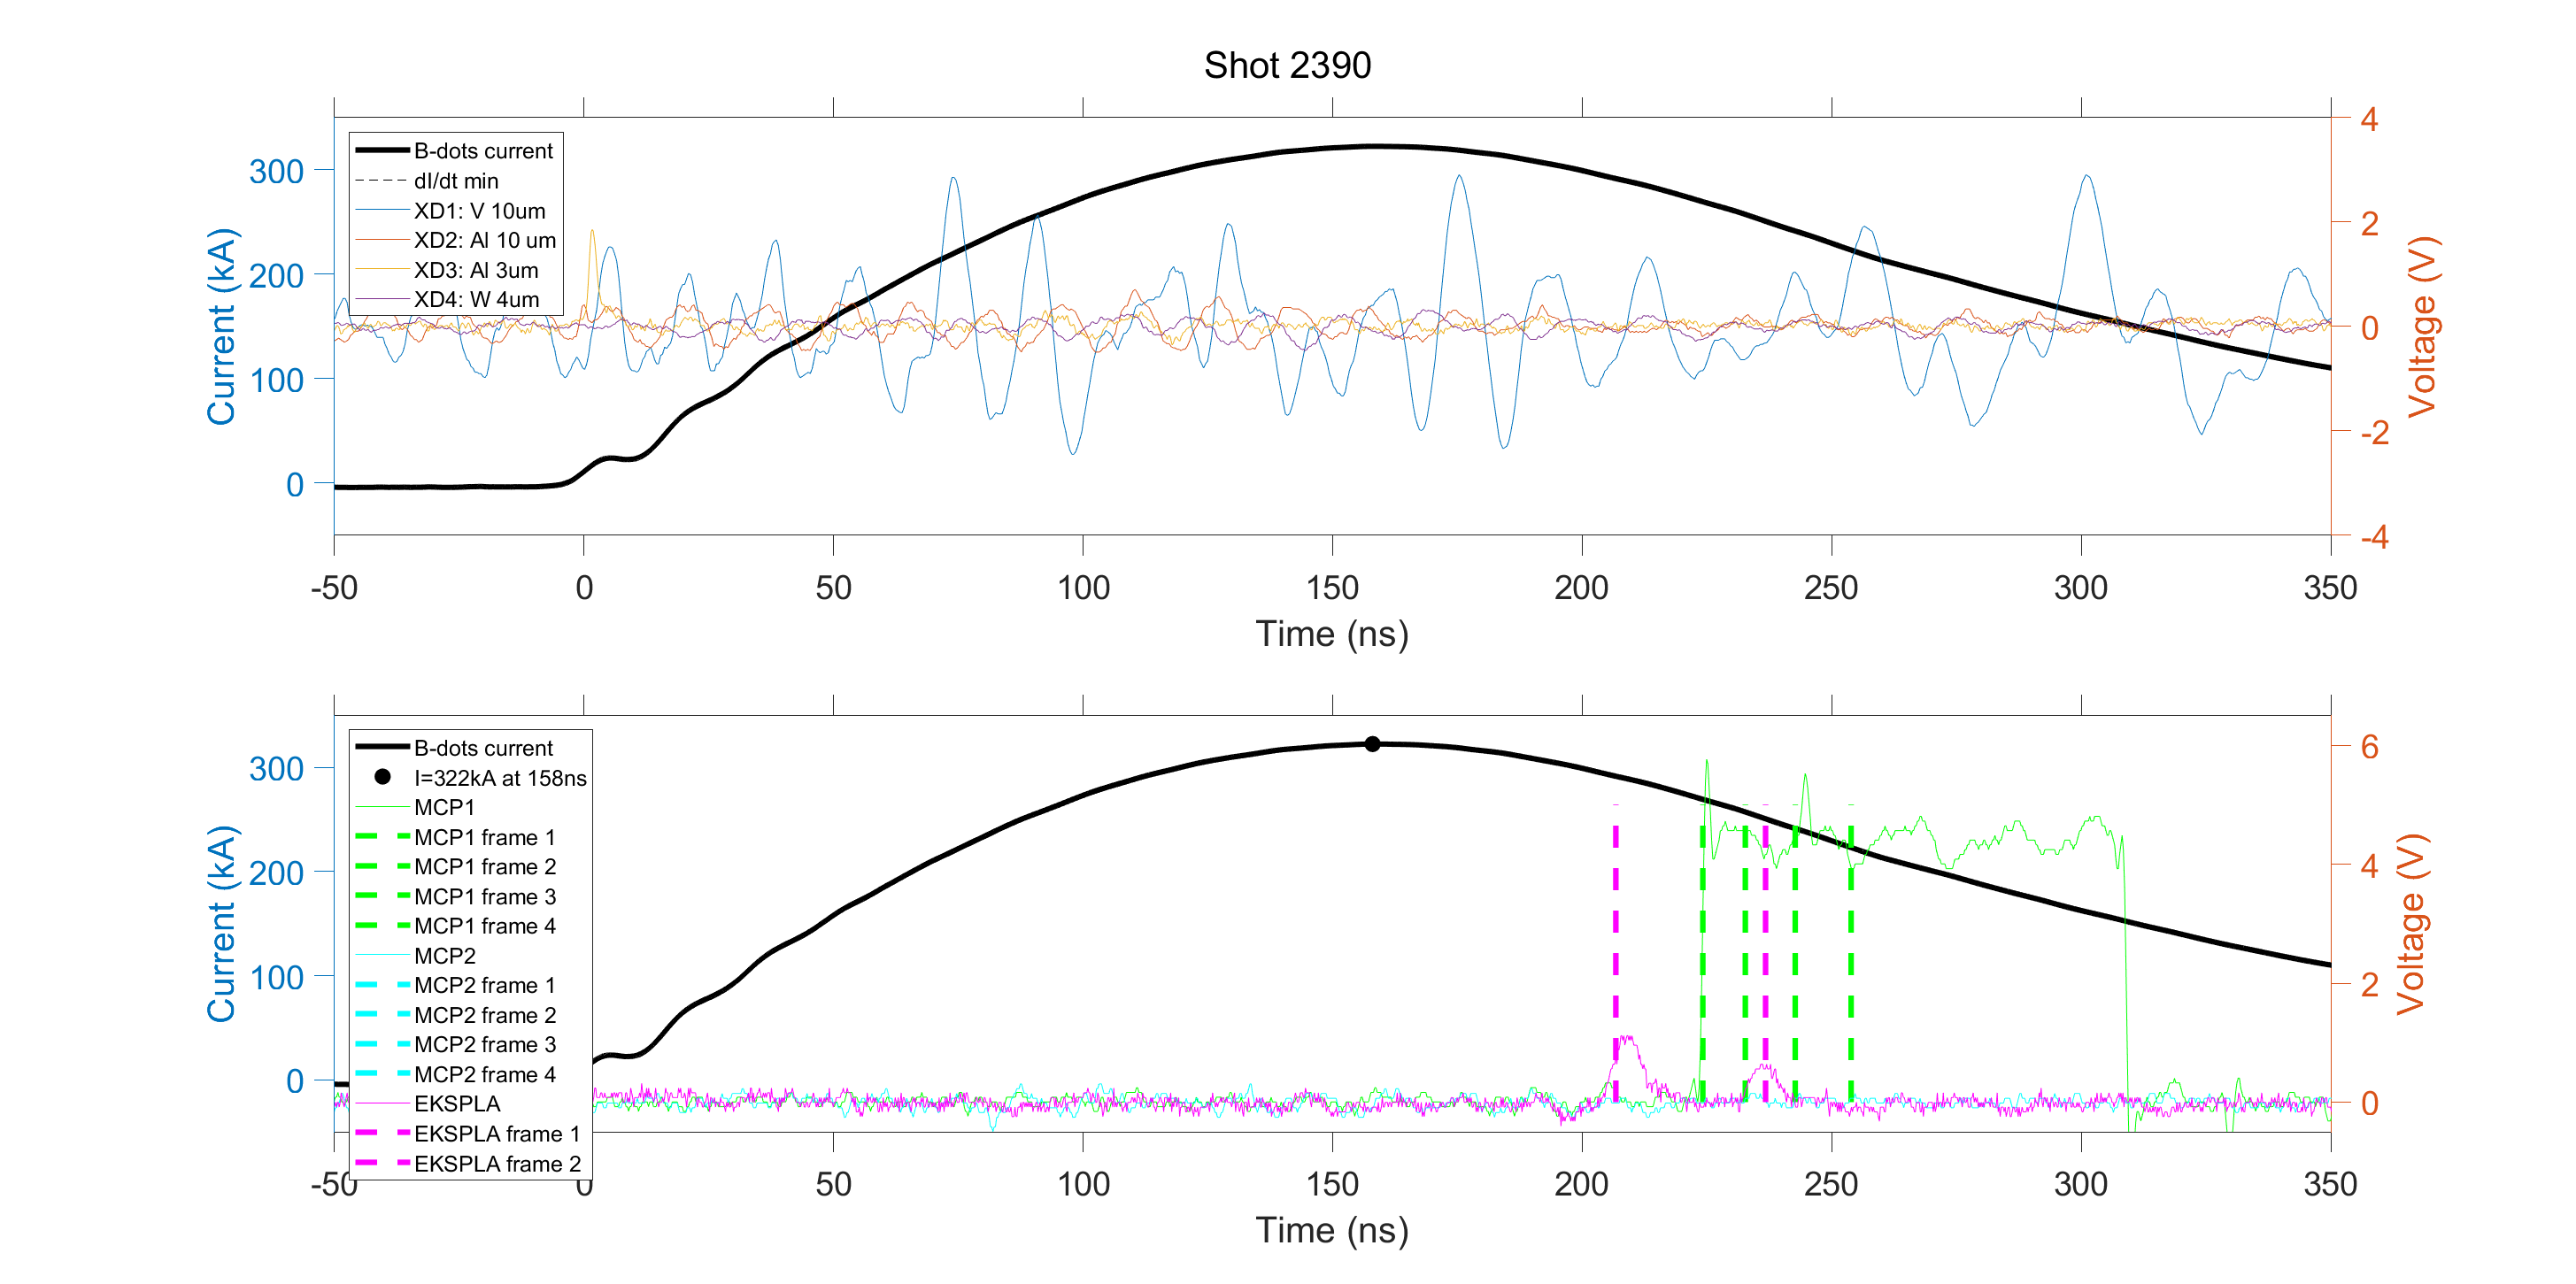 Shot 2390
Current (kA)
300
200
100
0
B-dots current
dI/dt min
XD1: V 10um
XD2: Al 10 um
XD3: Al 3um
XD4: W 4um
4
2
0
-2
-4
Voltage (V)
-50 0 50 100 150 200 250 300 350
Time (ns)
Current (kA)
300
200
100
0
B-dots current
I=322kA at 158ns
MCP1
MCP1 frame 1
MCP1 frame 2
MCP1 frame 3
MCP1 frame 4
MCP2
MCP2 frame 1
MCP2 frame 2
MCP2 frame 3
MCP2 frame 4
EKSPLA
EKSPLA frame 1
EKSPLA frame 2
6
4
2
0
Voltage (V)
-50 0 50 100 150 200 250 300 350
Time (ns)